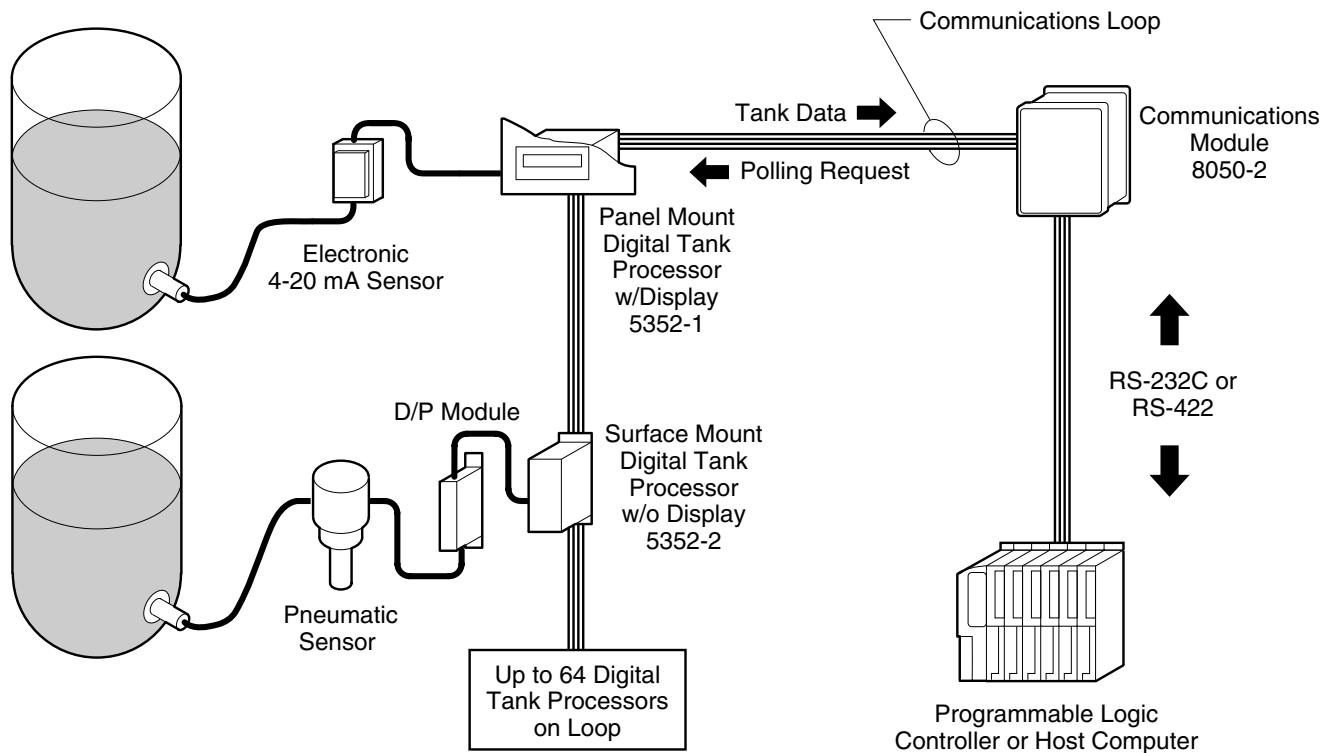 Communications Loop
Tank Data
Polling Request
Communications
Module
8050-2
Electronic
4-20 mA Sensor
Panel Mount
Digital Tank
Processor
w/Display
5352-1
RS-232C or
RS-422
D/P Module
Surface Mount
Digital Tank
Processor
w/o Display
5352-2
Pneumatic
Sensor
Up to 64 Digital
Tank Processors
on Loop
Programmable Logic
Controller or Host Computer